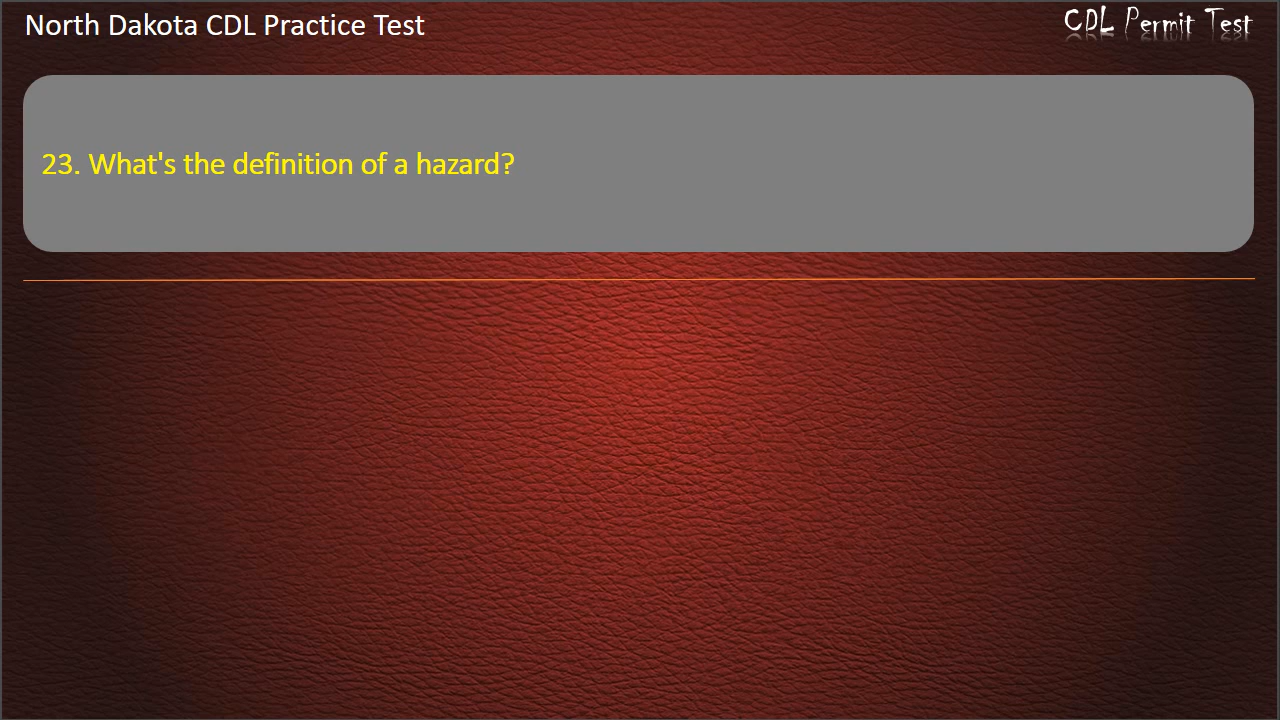 North Dakota CDL Practice Test
CDL Permit Test
23. What's the definition of a hazard?